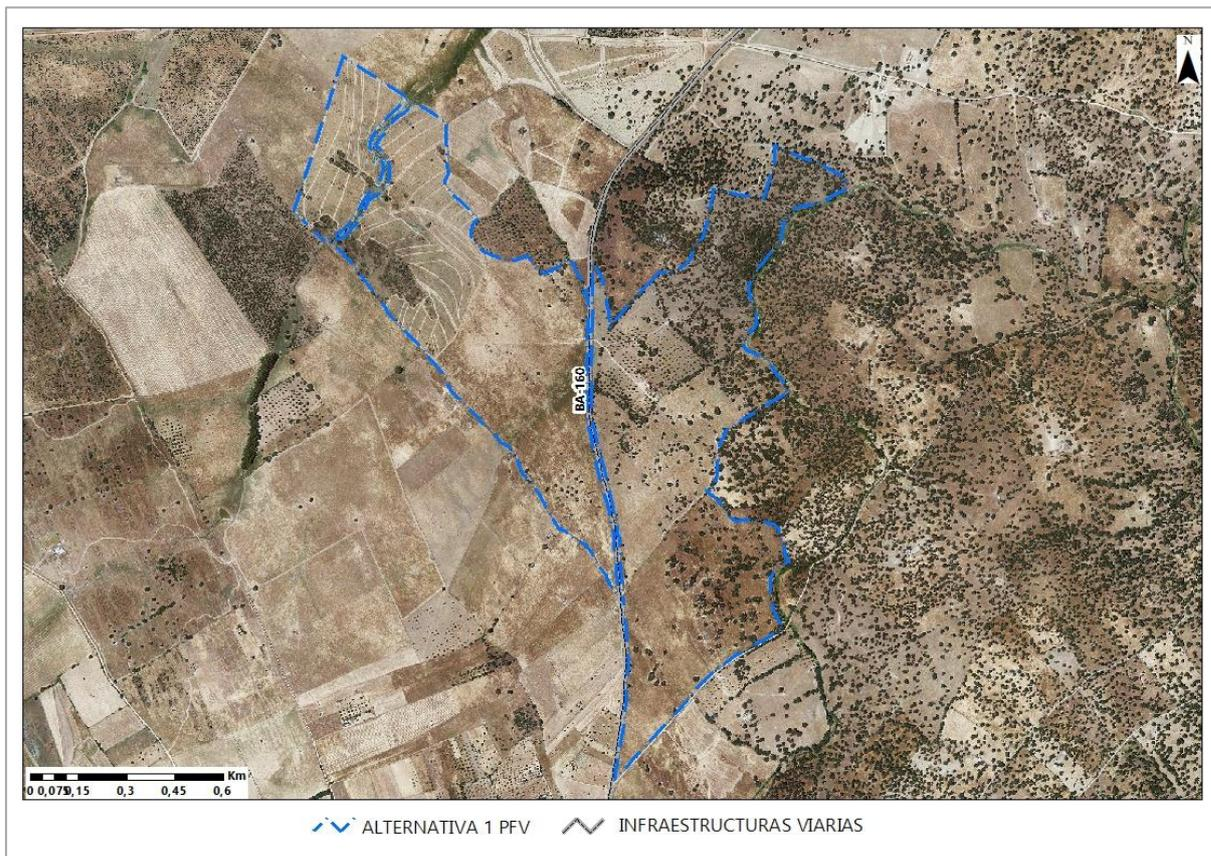 N
BA-160
Km
0 0,075 0,15 0,3 0,45 0,6
ALTERNATIVA 1 PFV INFRAESTRUCTURAS VIARIAS